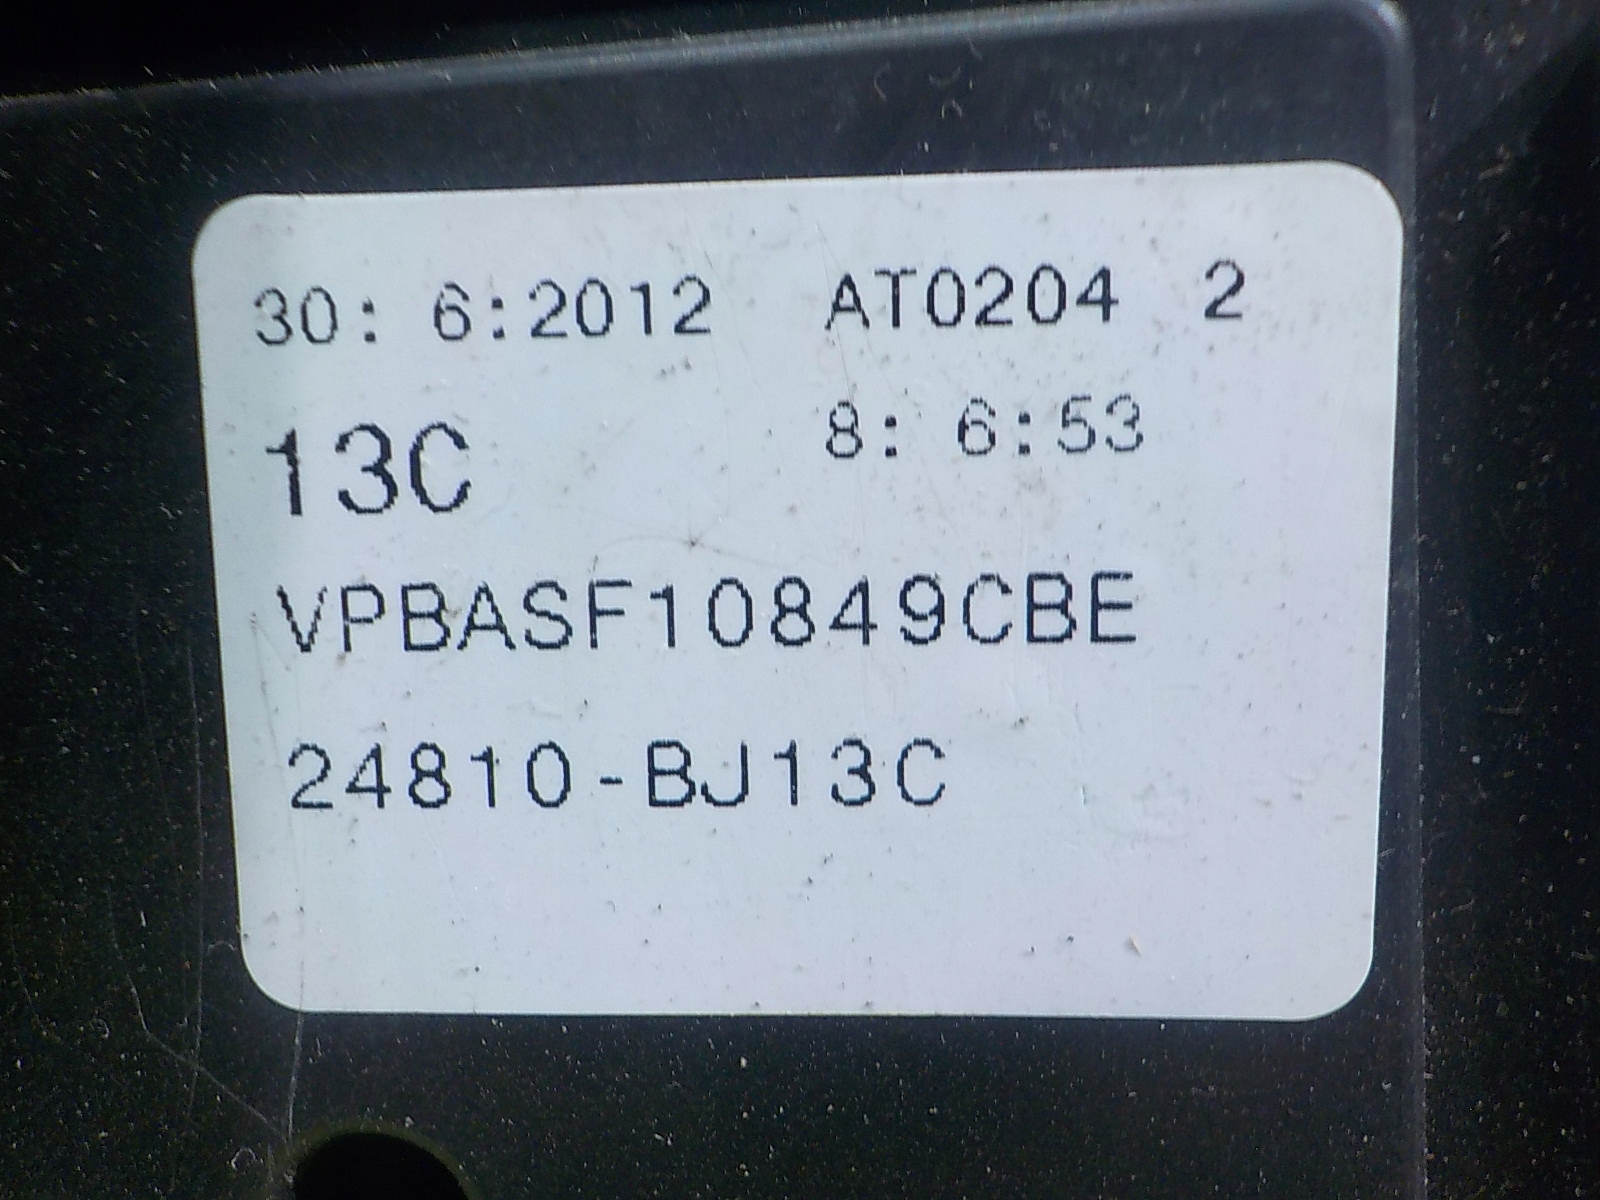 30: 6:2012 AT0204 2
13C 8: 6:53
VPBASF10849CBE
24810-BJ13C